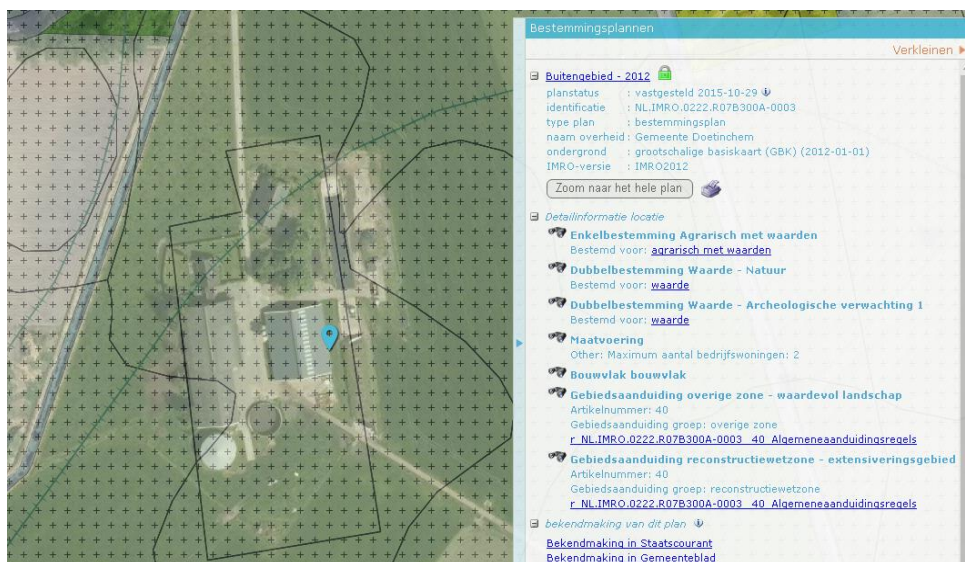 Bestemmingsplannen
Verkleinen
Buitengebied - 2012
planstatus : vastgesteld 2015-10-29
identificatie : NL.IMRO.0222.R07B300A-0003
type plan : bestemmingsplan
naam overheid : Gemeente Doetinchem
ondergrond : grootschalige basiskaart (GBK) (2012-01-01)
IMRO-versie : IMRO2012
Zoom naar het hele plan
Detailinformatie locatie
Enkelbestemming Agrarisch met waarden
Bestemd voor: agrarisch met waarden
Dubbelbestemming Waarde - Natuur
Bestemd voor: waarde
Dubbelbestemming Waarde - Archeologische verwachting 1
Bestemd voor: waarde
Maatvoering
Other: Maximum aantal bedrijfswoningen: 2
Bouwvlak bouwvlak
Gebiedsaanduiding overige zone - waardevol landschap
Artikelnummer: 40
Gebiedsaanduiding groep: overige zone
r_NL.IMRO.0222.R07B300A-0003_40_Algemeneaanduidingsregels
Gebiedsaanduiding reconstructiewetzone - extensiveringsgebied
Artikelnummer: 40
Gebiedsaanduiding groep: reconstructiewetzone
r_NL.IMRO.0222.R07B300A-0003_40_Algemeneaanduidingsregels
bekendmaking van dit plan
Bekendmaking in Staatscourant
Bekendmaking in Gemeenteblad